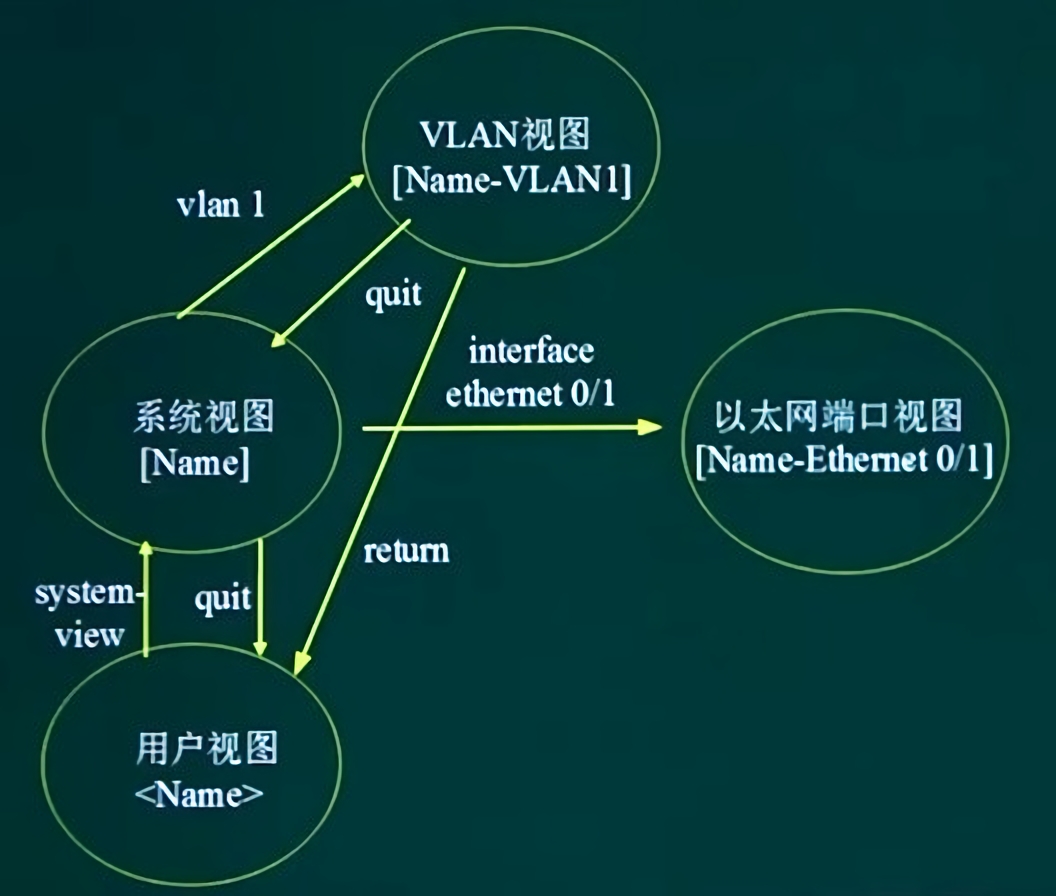 VLAN视图
[Name-VLAN1]
vlan 1
quit
interface
ethernet 0/1
系统视图
[Name]
以太网端口视图
[Name-Ethernet 0/1]
return
system-
view
quit
用户视图
<Name>